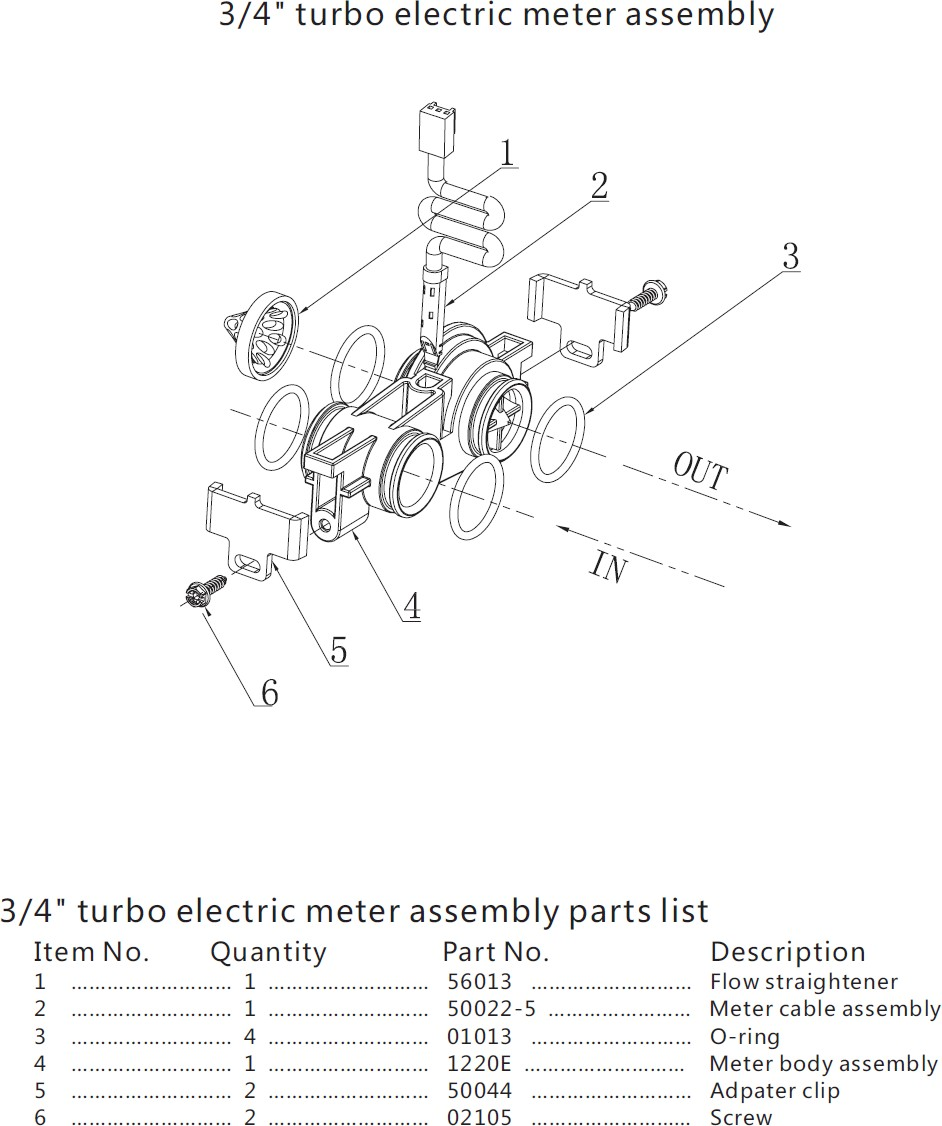 3/4" turbo electric meter assembly
1
2
3
OUT
IN
4
5
6
3/4" turbo electric meter assembly parts list
Item No. Quantity Part No. Description
1 ........................... 1 ........................... 56013 ........................... Flow straightener
2 ........................... 1 ........................... 50022-5 ........................ Meter cable assembly
3 ........................... 4 ........................... 01013 ........................... O-ring
4 ........................... 1 ........................... 1220E ........................... Meter body assembly
5 ........................... 2 ........................... 50044 ........................... Adpater clip
6 ........................... 2 ........................... 02105 ........................... Screw